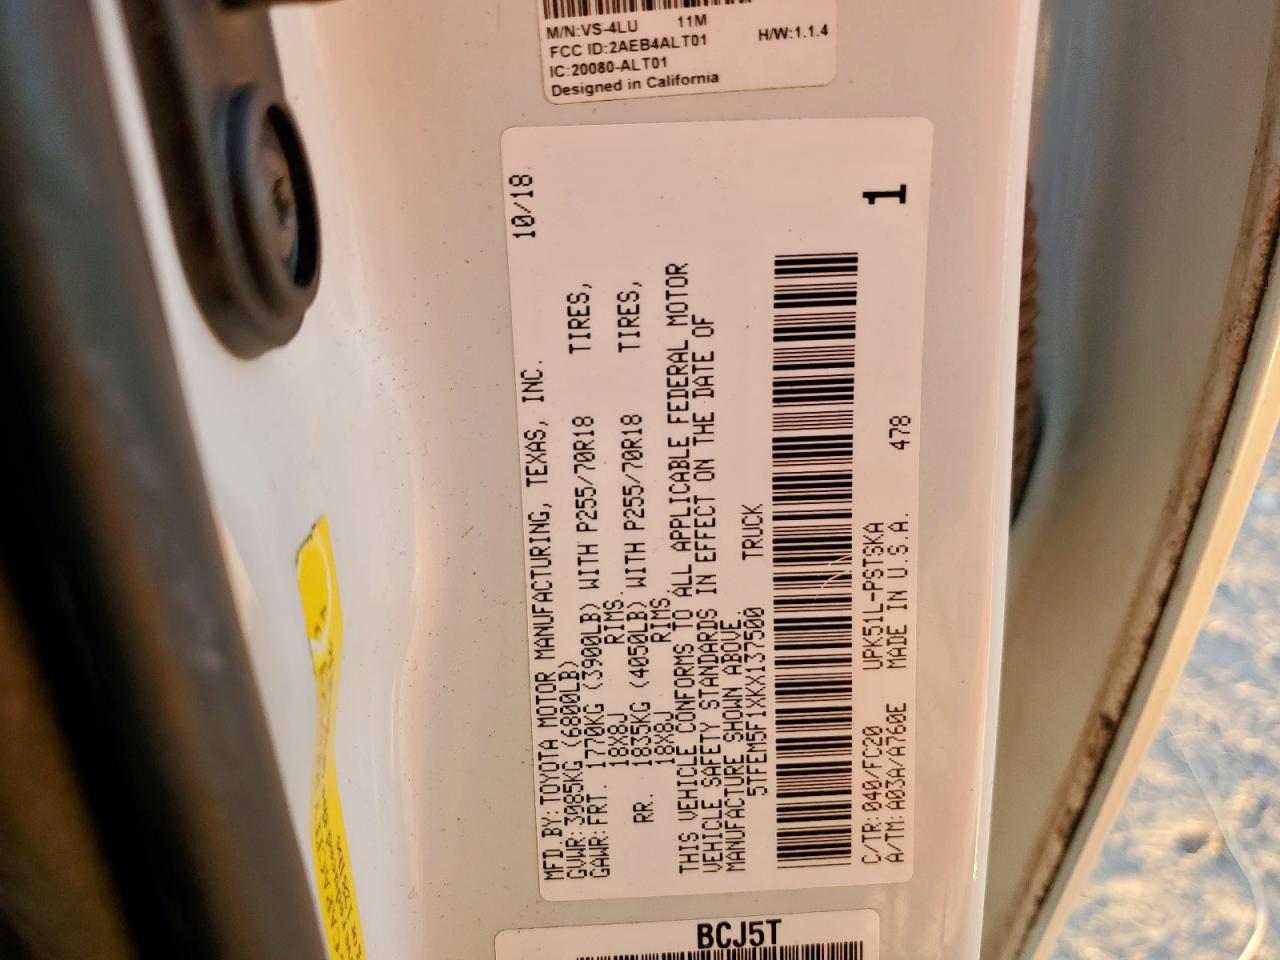 M/N:VS-4LU 11M
FCC ID:2AEB4ALT01 H/W:1.1.4
IC:20080-ALT01
Designed in California
10/18
MFD.BY:TOYOTA MOTOR MANUFACTURING, TEXAS, INC.
GVWR:3085KG (6800LB)
GAWR:FRT. 1770KG (3900LB) WITH P255/70R18 TIRES,
18X8J RIMS.
RR. 1835KG (4050LB) WITH P255/70R18 TIRES,
18X8J RIMS.
THIS VEHICLE CONFORMS TO ALL APPLICABLE FEDERAL MOTOR
VEHICLE SAFETY STANDARDS IN EFFECT ON THE DATE OF
MANUFACTURE SHOWN ABOVE.
5TFEM5F1XKX137500 TRUCK
C/TR:040/FC20 UPK51L-PSTSKA 478
A/TM:A03A/A760E MADE IN U.S.A.
1
BCJ5T